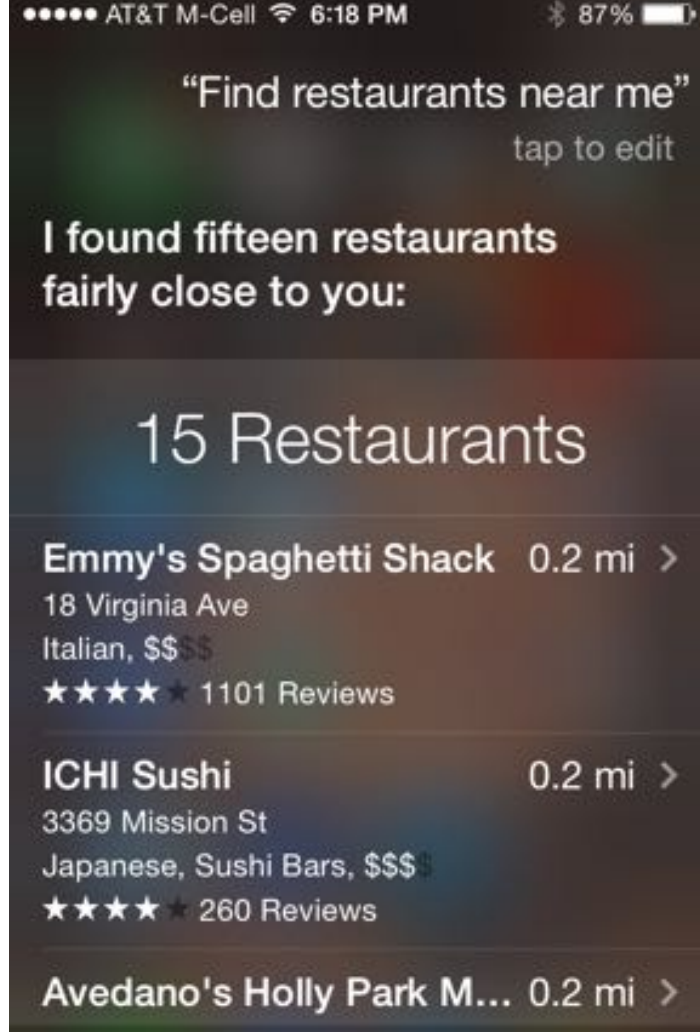 AT&T M-Cell 6:18 PM 87%
“Find restaurants near me”
tap to edit
I found fifteen restaurants
fairly close to you:
15 Restaurants
Emmy's Spaghetti Shack 0.2 mi >
18 Virginia Ave
Italian, $$$$
★★★★★ 1101 Reviews
ICHI Sushi 0.2 mi >
3369 Mission St
Japanese, Sushi Bars, $$$$
★★★★★ 260 Reviews
Avedano's Holly Park M... 0.2 mi >